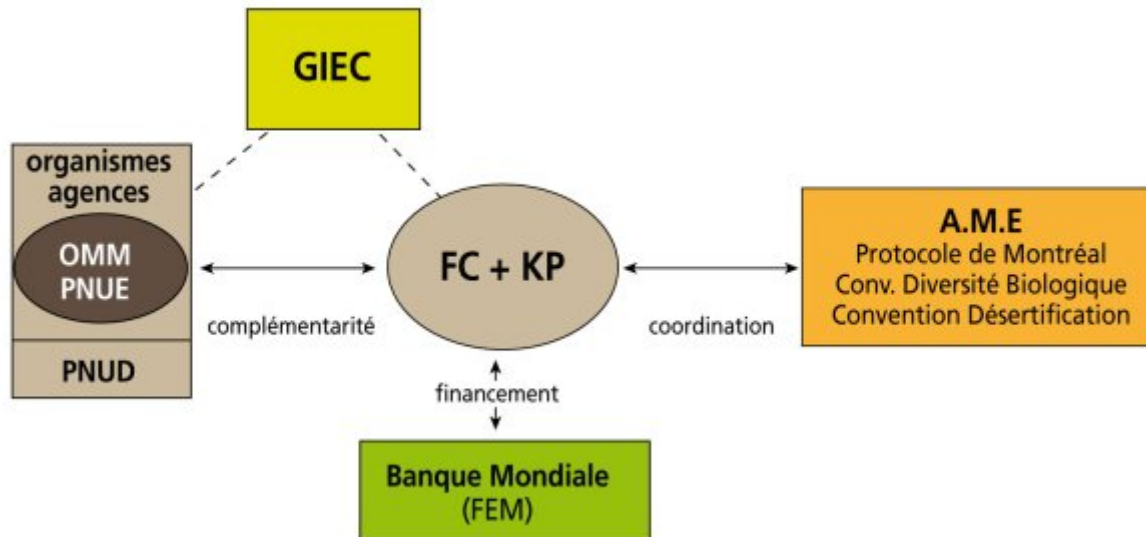 GIEC
organismes
agences
OMM
PNUE
PNUD
complémentarité
FC + KP
coordination
A.M.E
Protocole de Montréal
Conv. Diversité Biologique
Convention Désertification
financement
Banque Mondiale
(FEM)